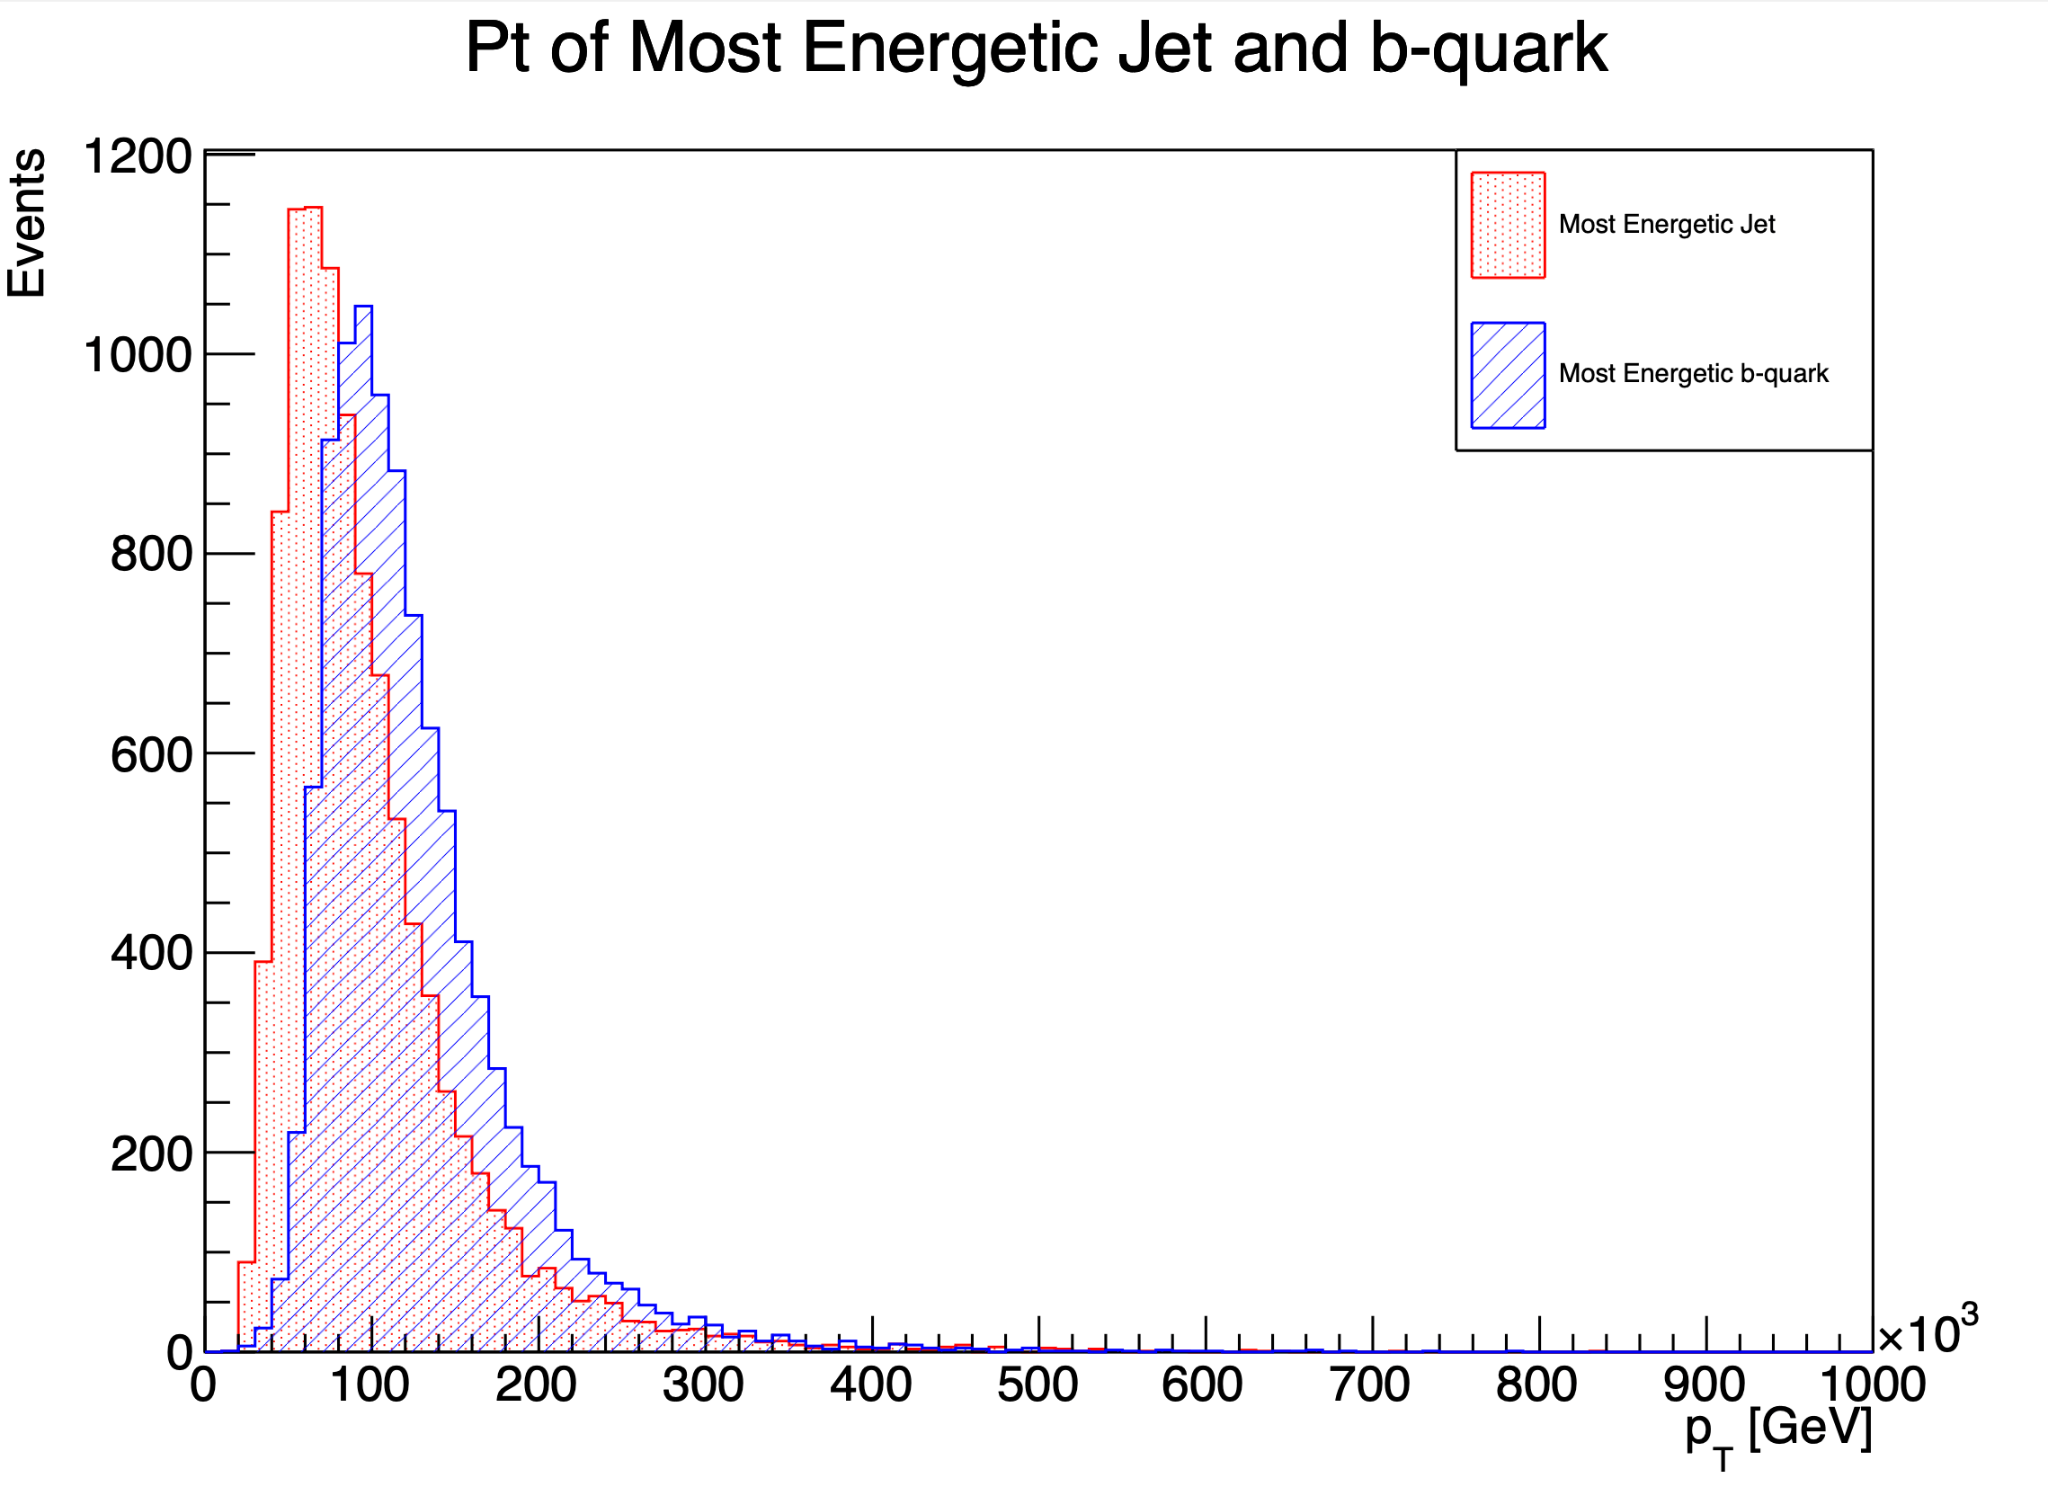 Pt of Most Energetic Jet and b-quark
Events
1200
1000
800
600
400
200
0
Most Energetic Jet
Most Energetic b-quark
0 100 200 300 400 500 600 700 800 900 1000
×10³
p_T [GeV]